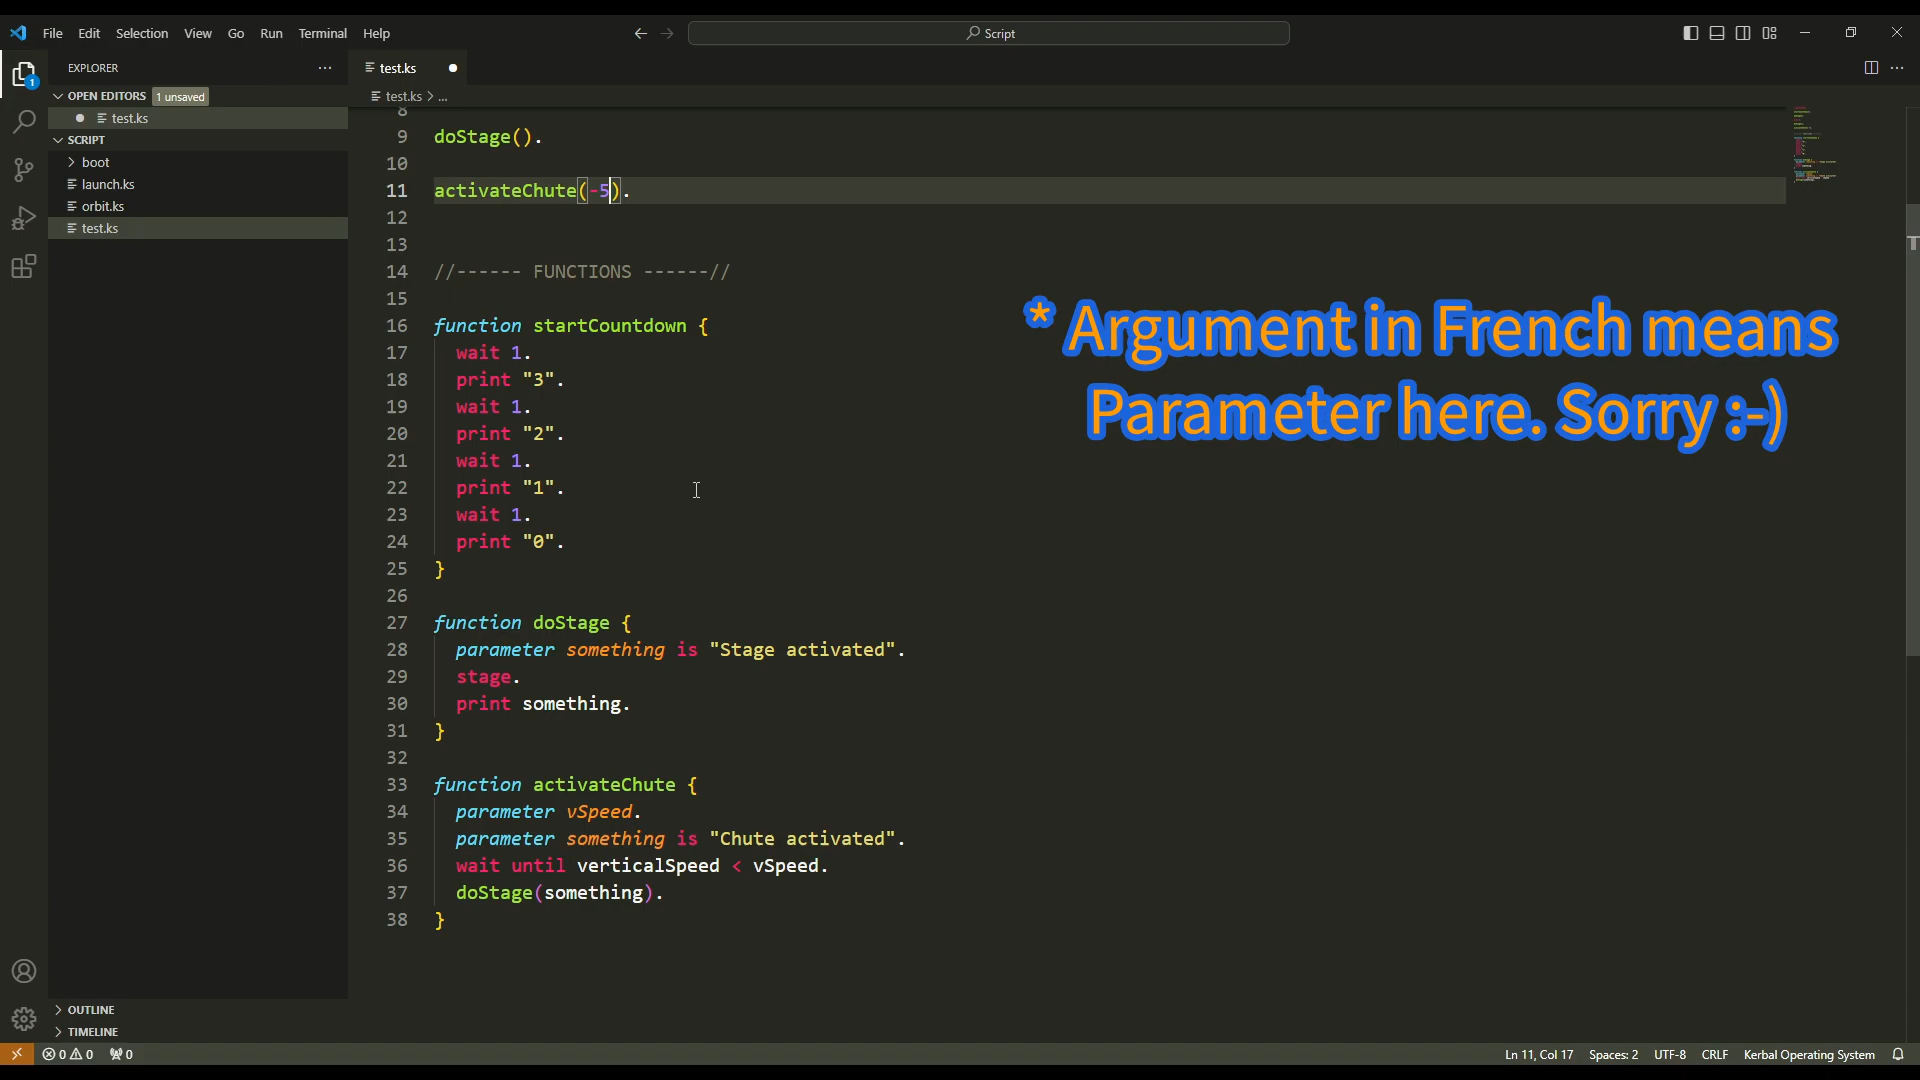 File Edit Selection View Go Run Terminal Help
Script
EXPLORER
OPEN EDITORS 1 unsaved
test.ks
SCRIPT
boot
launch.ks
orbit.ks
test.ks
OUTLINE
TIMELINE
test.ks
test.ks > ...
8
9 doStage().
10
11 activateChute(-5).
12
13
14 //------ FUNCTIONS ------//
15
16 function startCountdown {
17 wait 1.
18 print "3".
19 wait 1.
20 print "2".
21 wait 1.
22 print "1".
23 wait 1.
24 print "0".
25 }
26
27 function doStage {
28 parameter something is "Stage activated".
29 stage.
30 print something.
31 }
32
33 function activateChute {
34 parameter vSpeed.
35 parameter something is "Chute activated".
36 wait until verticalSpeed < vSpeed.
37 doStage(something).
38 }
* Argument in French means
Parameter here. Sorry :-)
1
0 0 0
Ln 11, Col 17 Spaces: 2 UTF-8 CRLF Kerbal Operating System